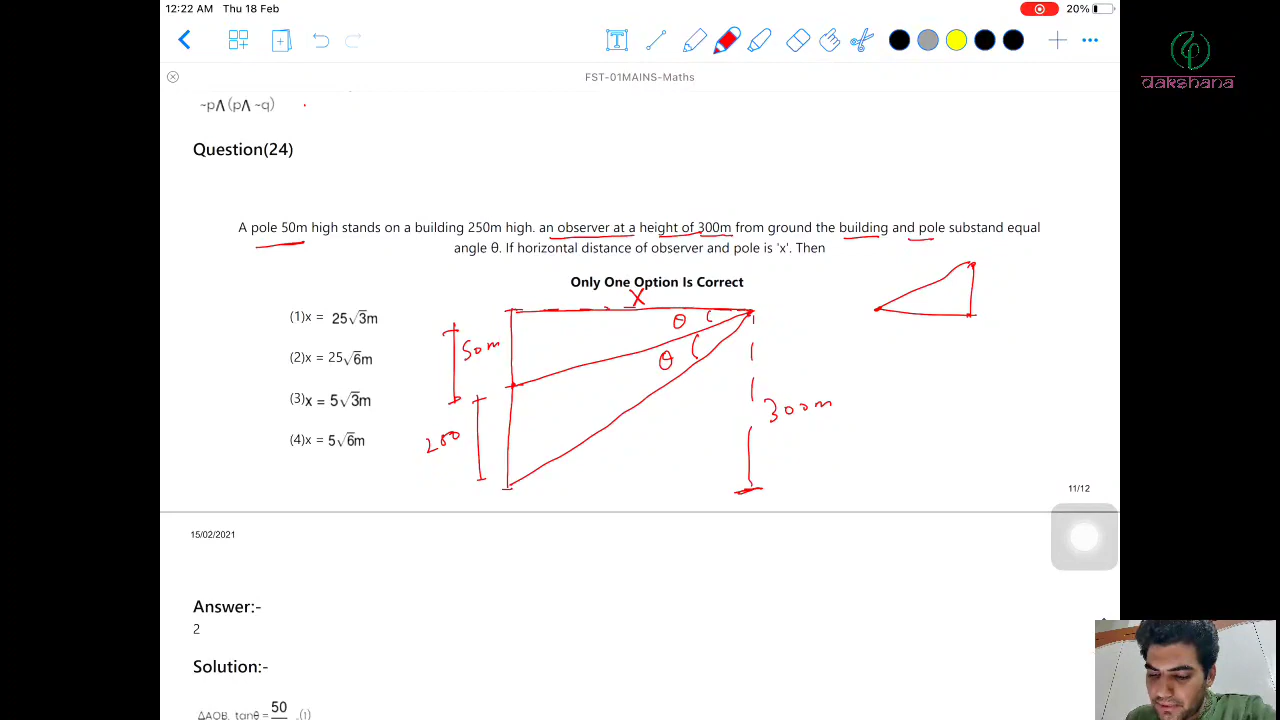 12:22 AM Thu 18 Feb
20%
FST-01MAINS-Maths
dakshana
~p∧(p∧ ~q)
Question(24)
A pole 50m high stands on a building 250m high. an observer at a height of 300m from ground the building and pole substand equal
angle θ. If horizontal distance of observer and pole is 'x'. Then
Only One Option Is Correct
(1)x = 25√3m
(2)x = 25√6m
(3)x = 5√3m
(4)x = 5√6m
x
θ
50m
θ
300m
250
11/12
15/02/2021
Answer:-
2
Solution:-
ΔAOB, tanθ = 50 ..(1)